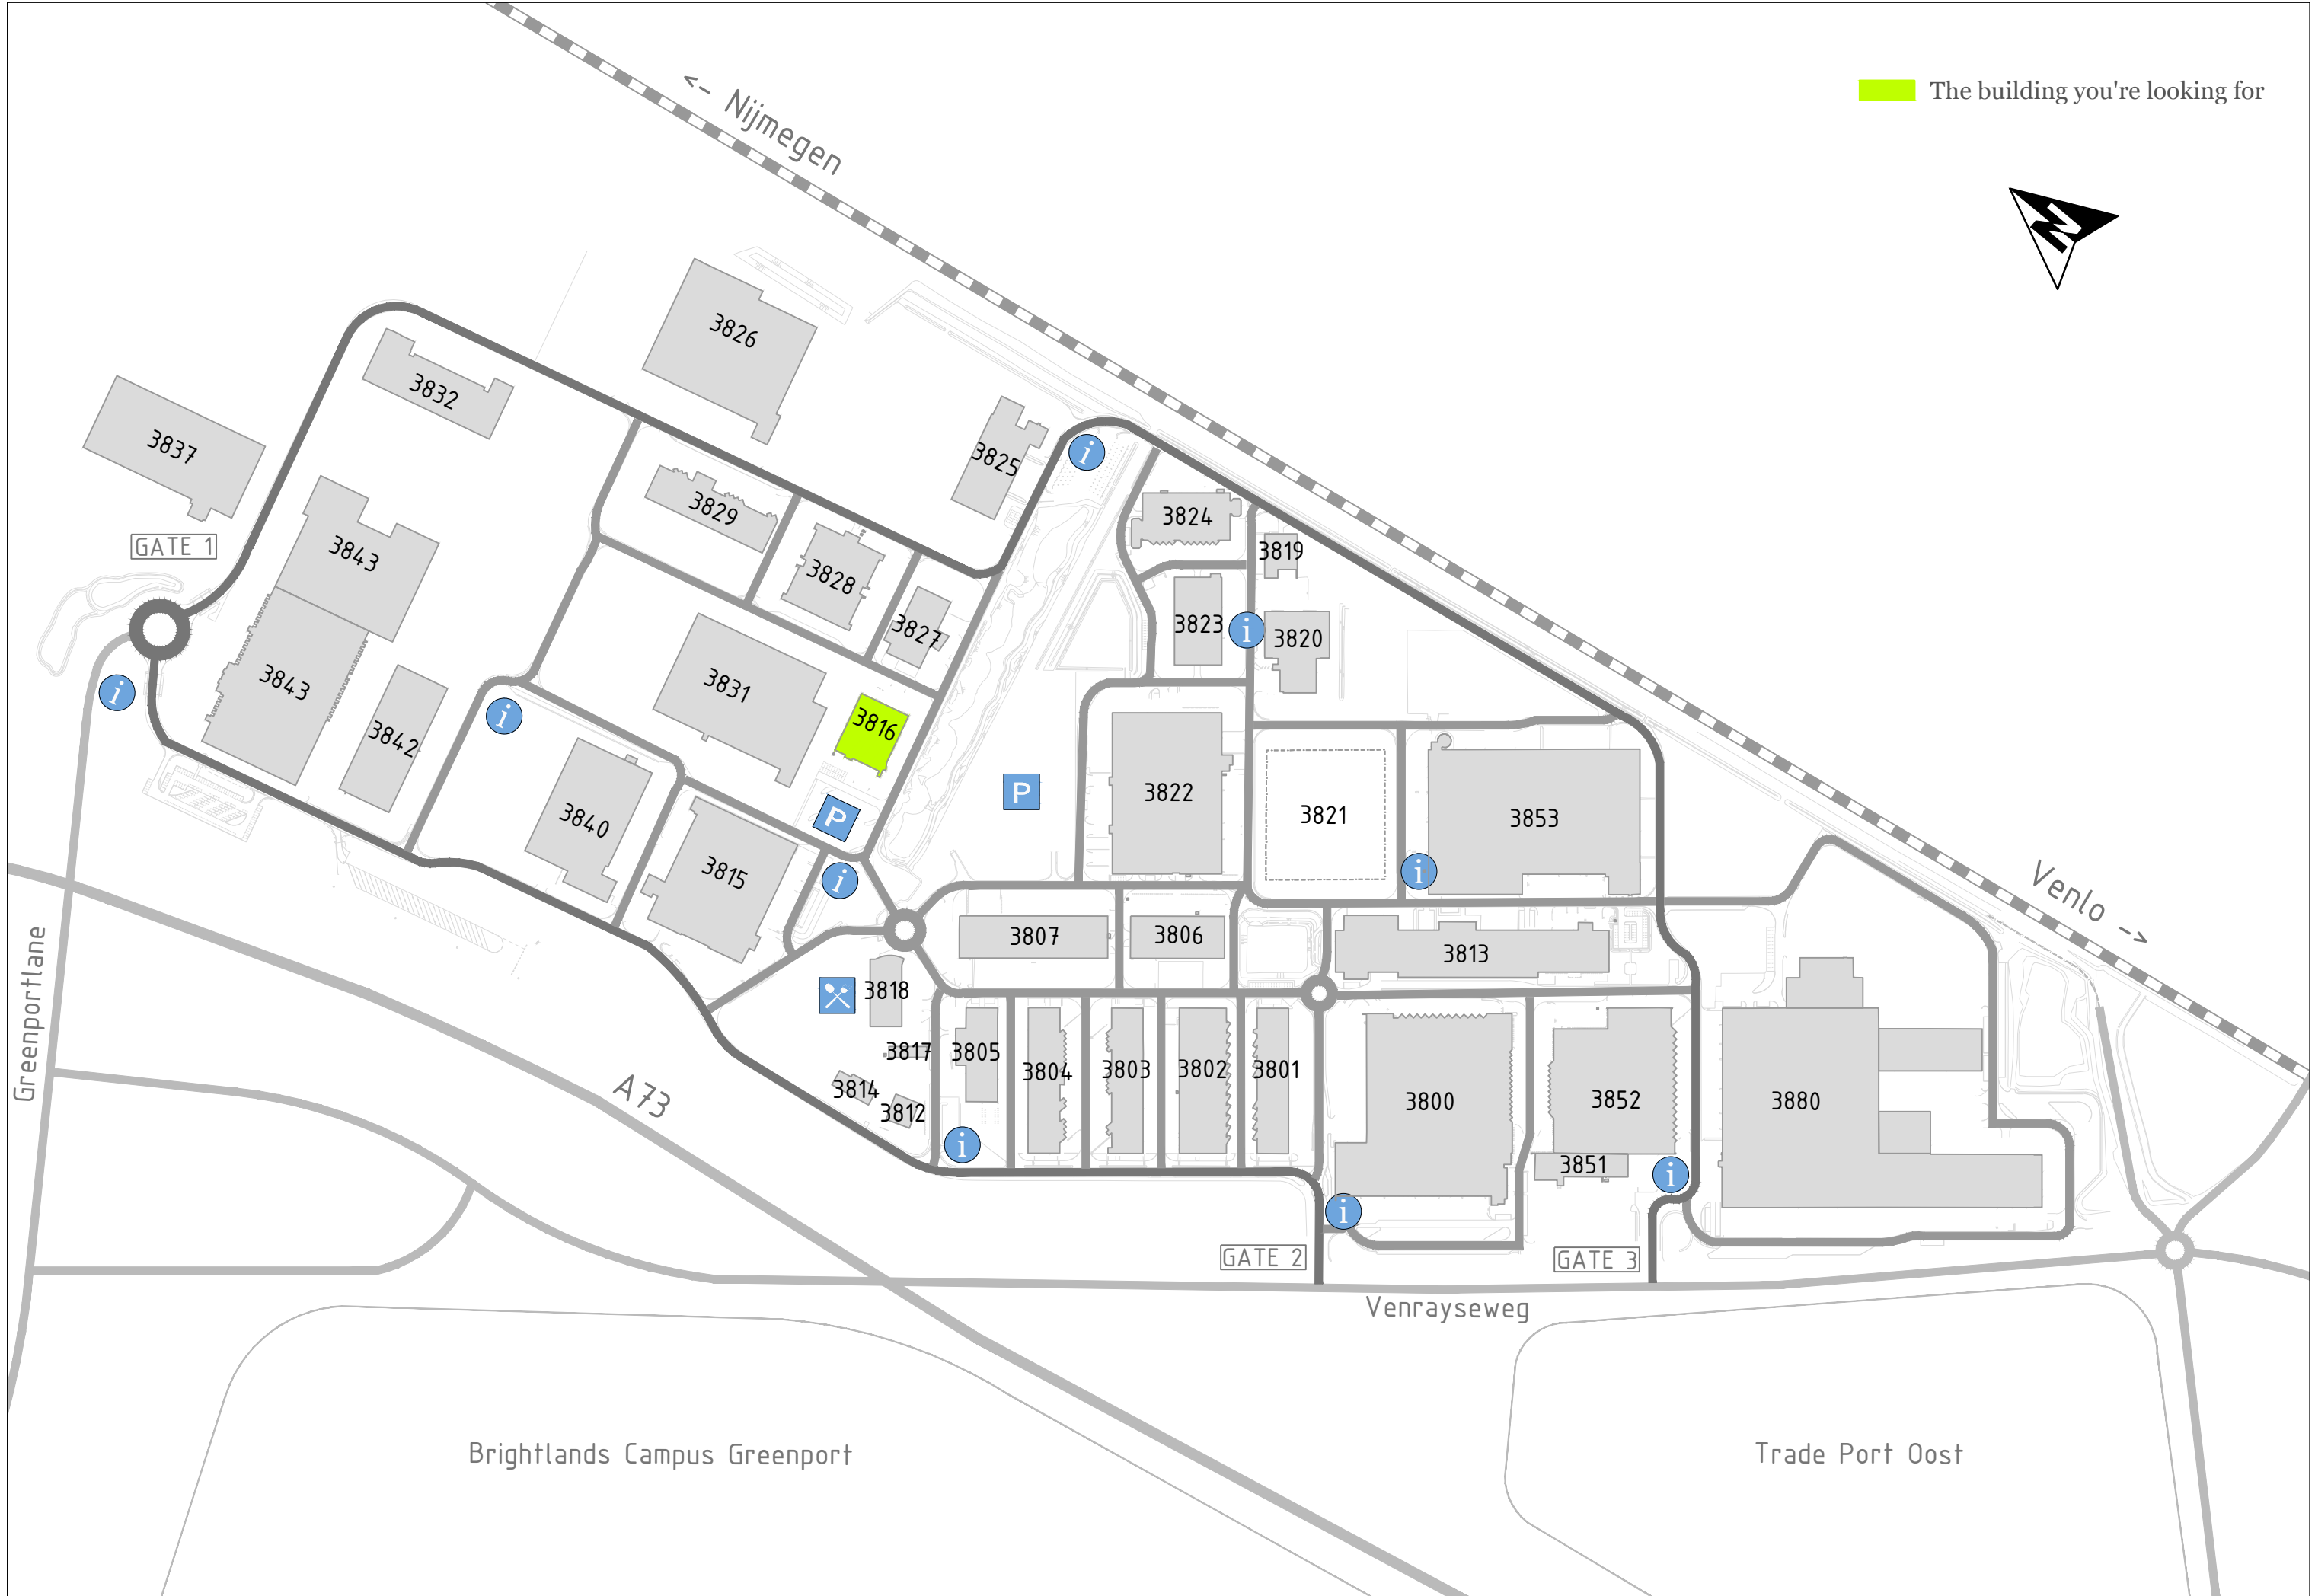 <- Nijmegen
The building you're looking for
N
3826
3832
3837
3825
3829
3824
GATE 1
3843
3819
3828
3823
3827
3820
3831
3843
3816
3842
3822
3821
3853
P
P
3840
3815
i
i
i
i
i
i
i
i
i
Venlo ->
3807
3806
3813
3818
Greenportlane
3817
3805
3804
3803
3802
3801
3814
3812
A73
3800
3852
3880
3851
GATE 2
GATE 3
Venrayseweg
Brightlands Campus Greenport
Trade Port Oost